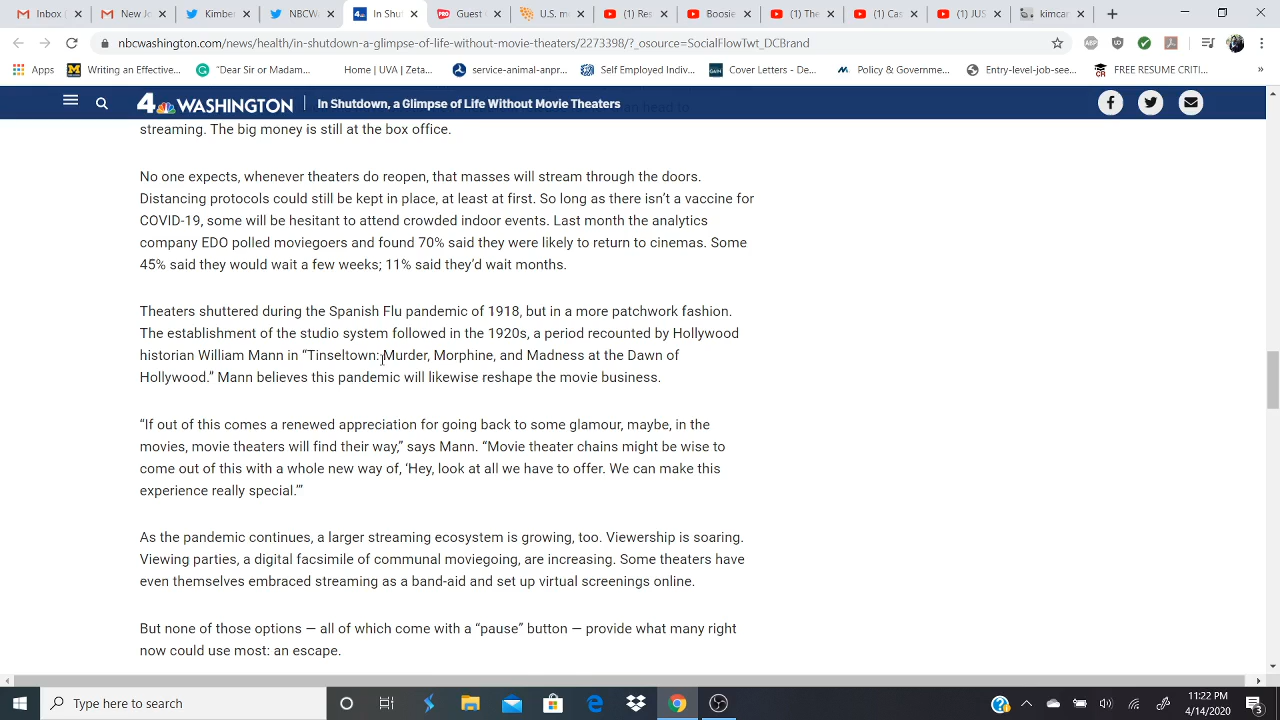 Inbox
New Jo
Kimbe
NBCW
In Shut
Guest
U.S. m
(1) Res
Boosie
(1) The
(1) Cas
(1) JUS
kimcar
nbcwashington.com/news/health/in-shutdown-a-glimpse-of-life-without-movie-theaters/2273398/?_osource=SocialFlowTwt_DCBrand
Apps
Writing an Effective...
"Dear Sir or Madam...
Home | UVA | Zeta...
service-animal-anpr...
Self Employed Indiv...
Cover Letters - De...
Policy & Governme...
Entry-level-job-see...
FREE RESUME CRITI...
4 WASHINGTON
In Shutdown, a Glimpse of Life Without Movie Theaters
an head to
streaming. The big money is still at the box office.
No one expects, whenever theaters do reopen, that masses will stream through the doors.
Distancing protocols could still be kept in place, at least at first. So long as there isn’t a vaccine for
COVID-19, some will be hesitant to attend crowded indoor events. Last month the analytics
company EDO polled moviegoers and found 70% said they were likely to return to cinemas. Some
45% said they would wait a few weeks; 11% said they’d wait months.
Theaters shuttered during the Spanish Flu pandemic of 1918, but in a more patchwork fashion.
The establishment of the studio system followed in the 1920s, a period recounted by Hollywood
historian William Mann in “Tinseltown: Murder, Morphine, and Madness at the Dawn of
Hollywood.” Mann believes this pandemic will likewise reshape the movie business.
“If out of this comes a renewed appreciation for going back to some glamour, maybe, in the
movies, movie theaters will find their way,” says Mann. “Movie theater chains might be wise to
come out of this with a whole new way of, ‘Hey, look at all we have to offer. We can make this
experience really special.’”
As the pandemic continues, a larger streaming ecosystem is growing, too. Viewership is soaring.
Viewing parties, a digital facsimile of communal moviegoing, are increasing. Some theaters have
even themselves embraced streaming as a band-aid and set up virtual screenings online.
But none of those options — all of which come with a “pause” button — provide what many right
now could use most: an escape.
Type here to search
11:22 PM
4/14/2020
3